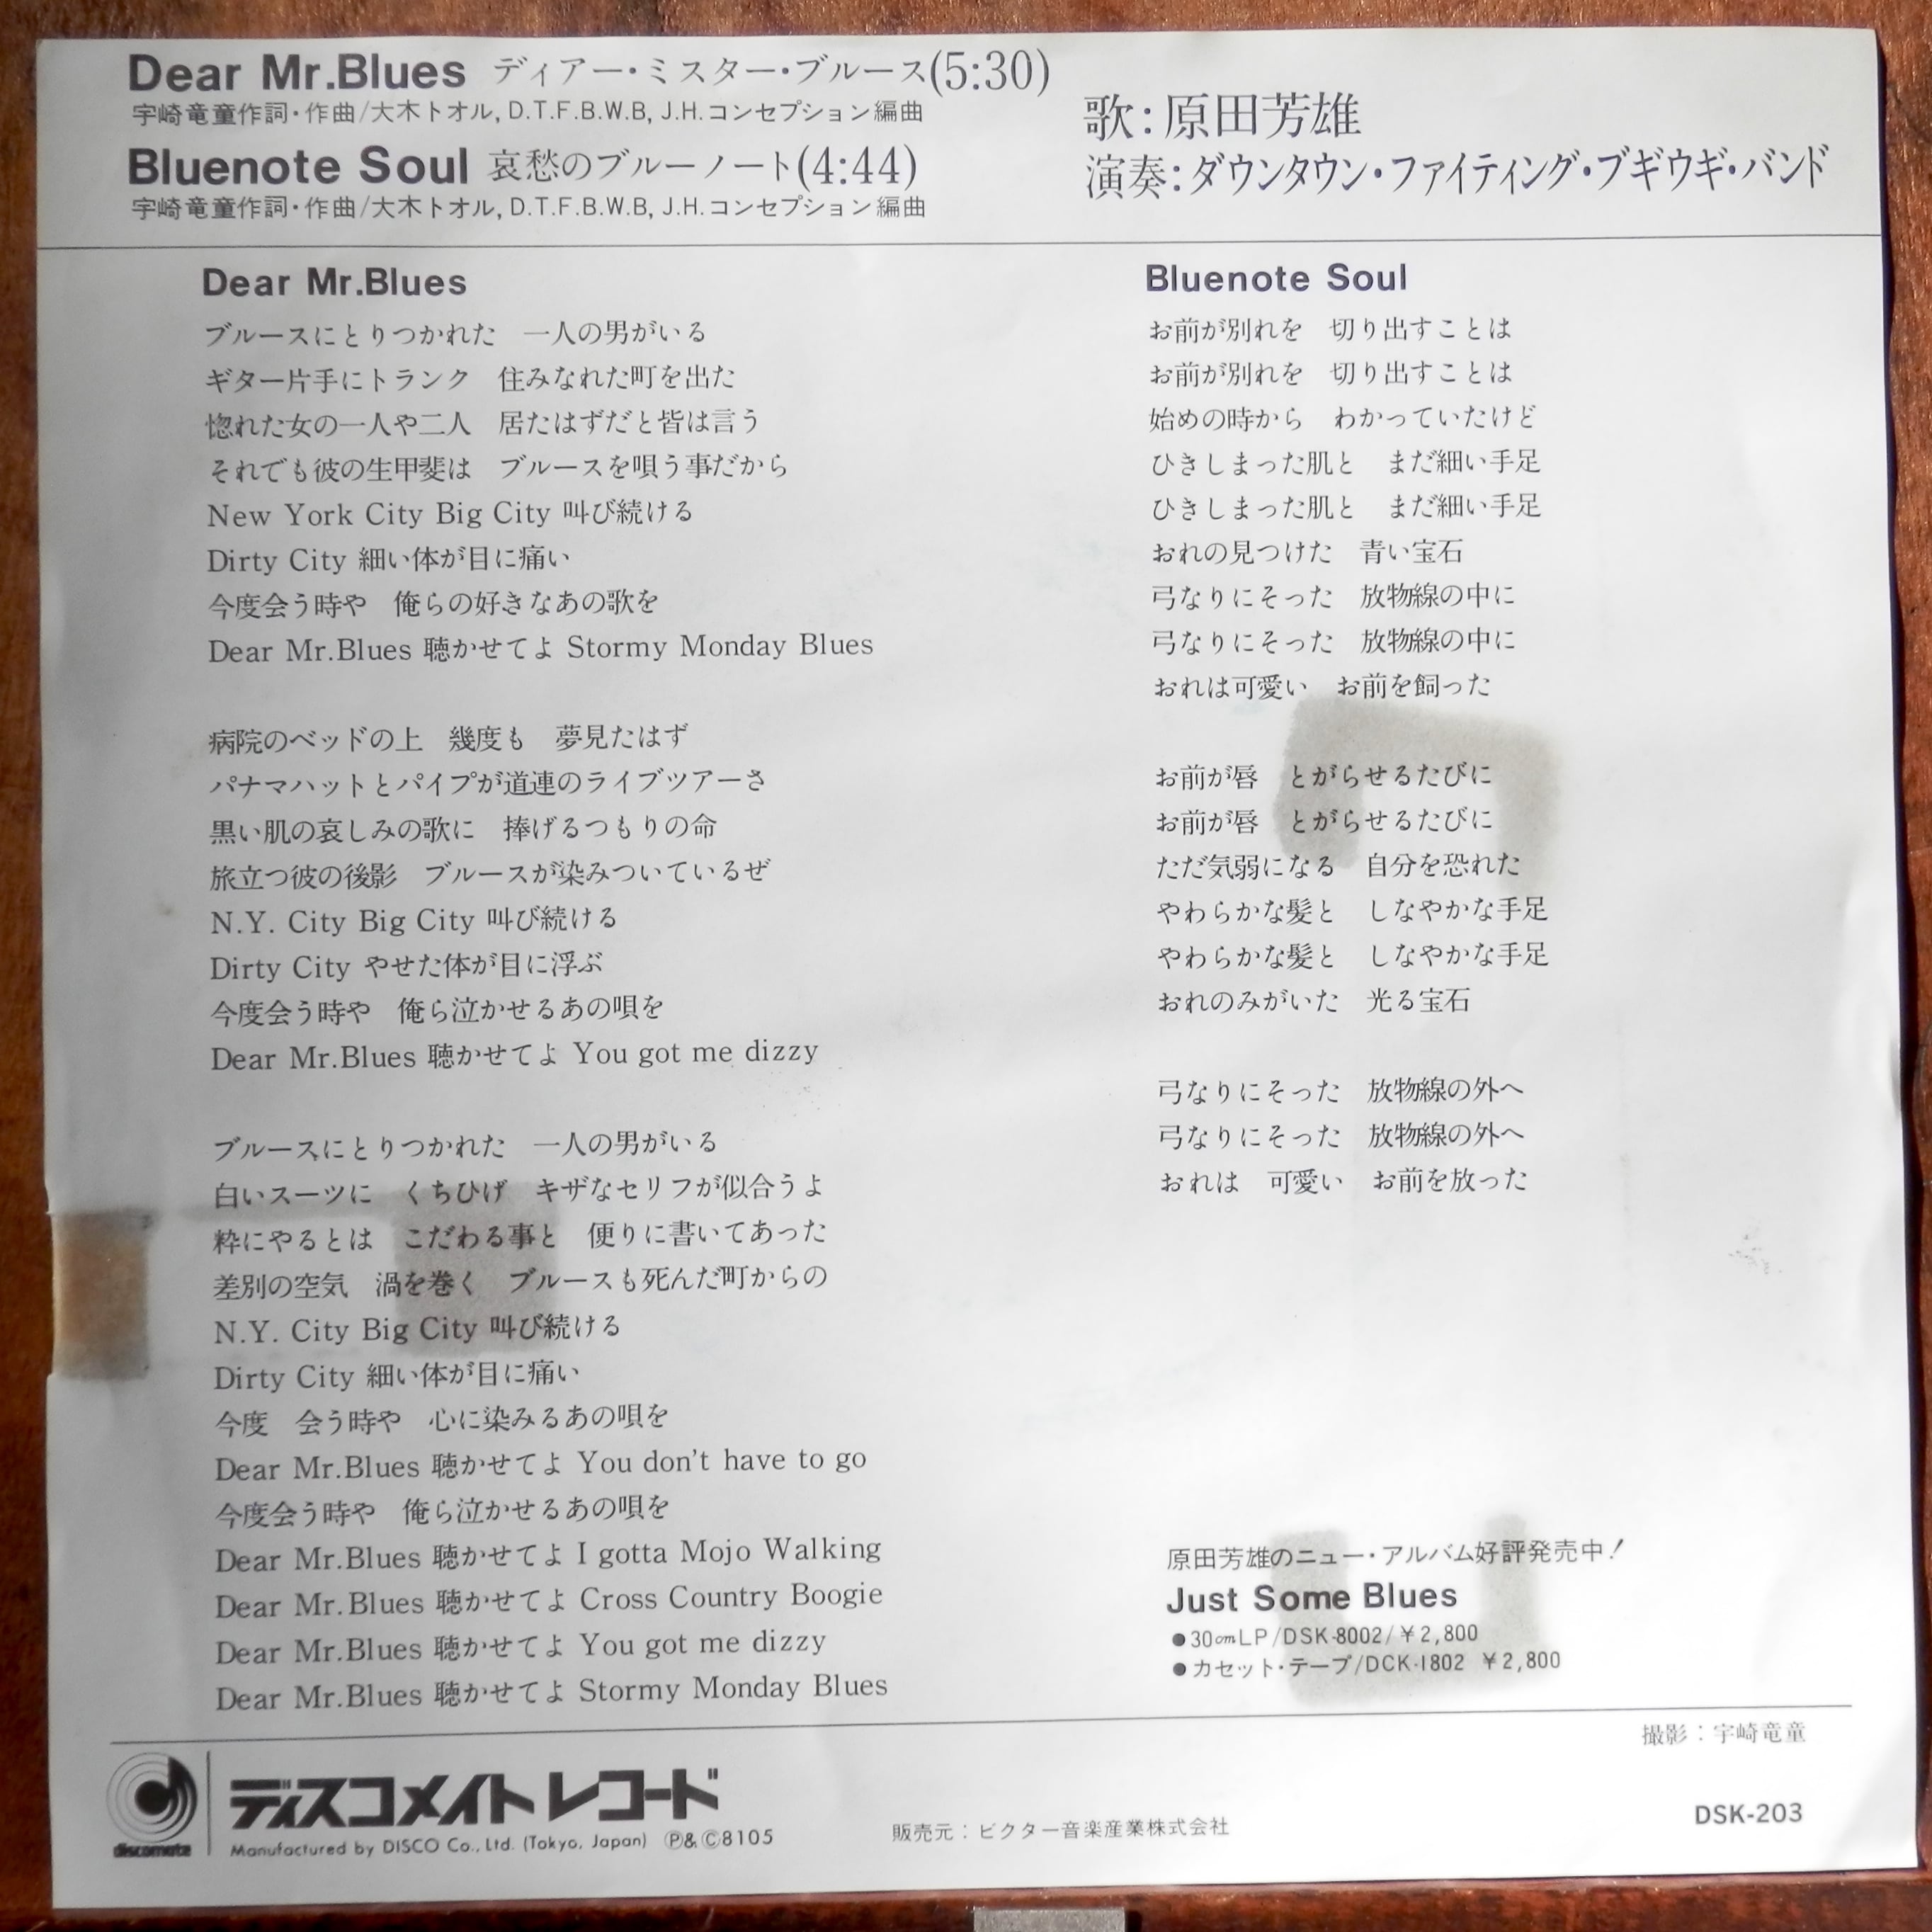 Dear Mr.Blues ディアー・ミスター・ブルース(5:30)
宇崎竜童作詞・作曲/大木トオル, D.T.F.B.W.B, J.H.コンセプション編曲
Bluenote Soul 哀愁のブルーノート(4:44)
宇崎竜童作詞・作曲/大木トオル, D.T.F.B.W.B, J.H.コンセプション編曲
歌:原田芳雄
演奏:ダウンタウン・ファイティング・ブギウギ・バンド
Dear Mr.Blues
ブルースにとりつかれた 一人の男がいる
ギター片手にトランク 住みなれた町を出た
惚れた女の一人や二人 居たはずだと皆は言う
それでも彼の生甲斐は ブルースを唄う事だから
New York City Big City 叫び続ける
Dirty City 細い体が目に痛い
今度会う時や 俺らの好きなあの歌を
Dear Mr.Blues 聴かせてよ Stormy Monday Blues
病院のベッドの上 幾度も 夢見たはず
パナマハットとパイプが道連のライブツアーさ
黒い肌の哀しみの歌に 捧げるつもりの命
旅立つ彼の後影 ブルースが染みついているぜ
N.Y. City Big City 叫び続ける
Dirty City やせた体が目に浮ぶ
今度会う時や 俺ら泣かせるあの唄を
Dear Mr.Blues 聴かせてよ You got me dizzy
ブルースにとりつかれた 一人の男がいる
白いスーツに くちひげ キザなセリフが似合うよ
粋にやるとは こだわる事と 便りに書いてあった
差別の空気 渦を巻く ブルースも死んだ町からの
N.Y. City Big City 叫び続ける
Dirty City 細い体が目に痛い
今度 会う時や 心に染みるあの唄を
Dear Mr.Blues 聴かせてよ You don't have to go
今度会う時や 俺ら泣かせるあの唄を
Dear Mr.Blues 聴かせてよ I gotta Mojo Walking
Dear Mr.Blues 聴かせてよ Cross Country Boogie
Dear Mr.Blues 聴かせてよ You got me dizzy
Dear Mr.Blues 聴かせてよ Stormy Monday Blues
Bluenote Soul
お前が別れを 切り出すことは
お前が別れを 切り出すことは
始めの時から わかっていたけど
ひきしまった肌と まだ細い手足
ひきしまった肌と まだ細い手足
おれの見つけた 青い宝石
弓なりにそった 放物線の中に
弓なりにそった 放物線の中に
おれは可愛い お前を飼った
お前が唇 とがらせるたびに
お前が唇 とがらせるたびに
ただ気弱になる 自分を恐れた
やわらかな髪と しなやかな手足
やわらかな髪と しなやかな手足
おれのみがいた 光る宝石
弓なりにそった 放物線の外へ
弓なりにそった 放物線の外へ
おれは 可愛い お前を放った
原田芳雄のニュー・アルバム好評発売中!
Just Some Blues
●30cmLP/DSK-8002/¥2,800
●カセット・テープ/DCK-1802 ¥2,800
撮影:宇崎竜童
discomate
ディスコメイトレコード
Manufactured by DISCO Co., Ltd. (Tokyo, Japan) Ⓟ&Ⓒ8105
販売元:ビクター音楽産業株式会社
DSK-203